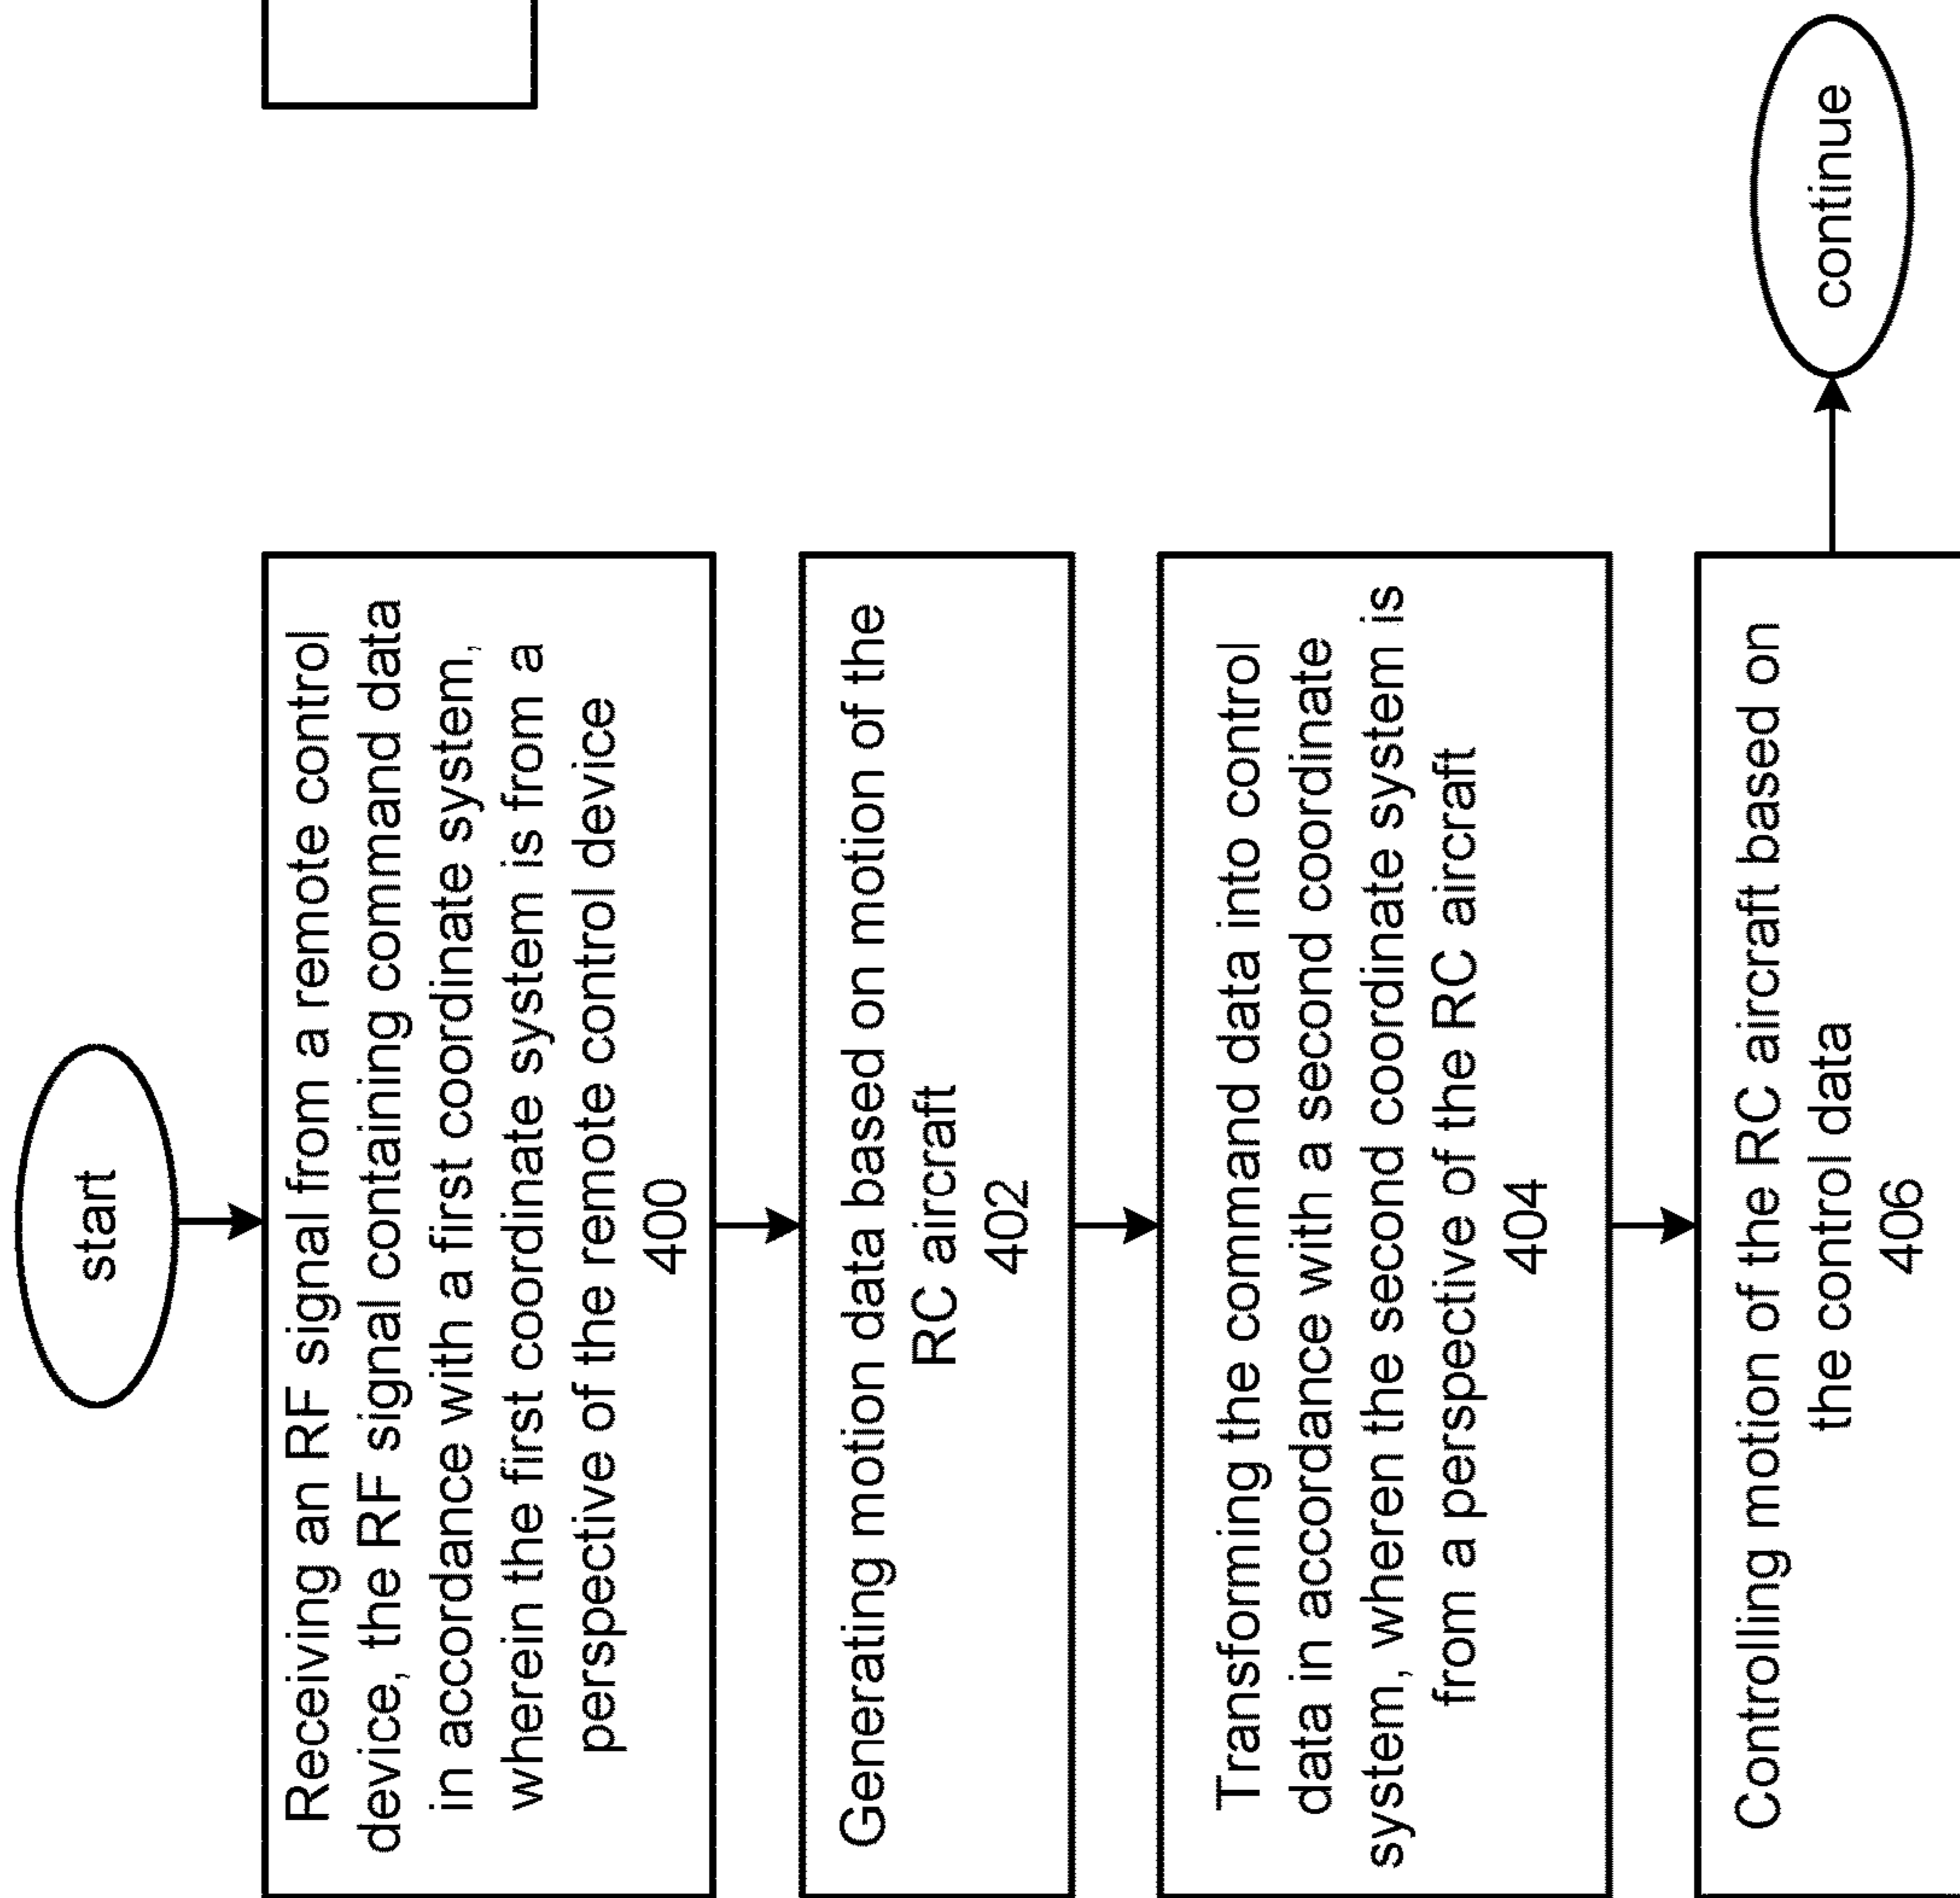 start
Receiving an RF signal from a remote control
device, the RF signal containing command data
in accordance with a first coordinate system,
wherein the first coordinate system is from a
perspective of the remote control device
400
Generating motion data based on motion of the
RC aircraft
402
Transforming the command data into control
data in accordance with a second coordinate
system, wheren the second coordinate system is
from a perspective of the RC aircraft
404
Controlling motion of the RC aircraft based on
the control data
406
continue